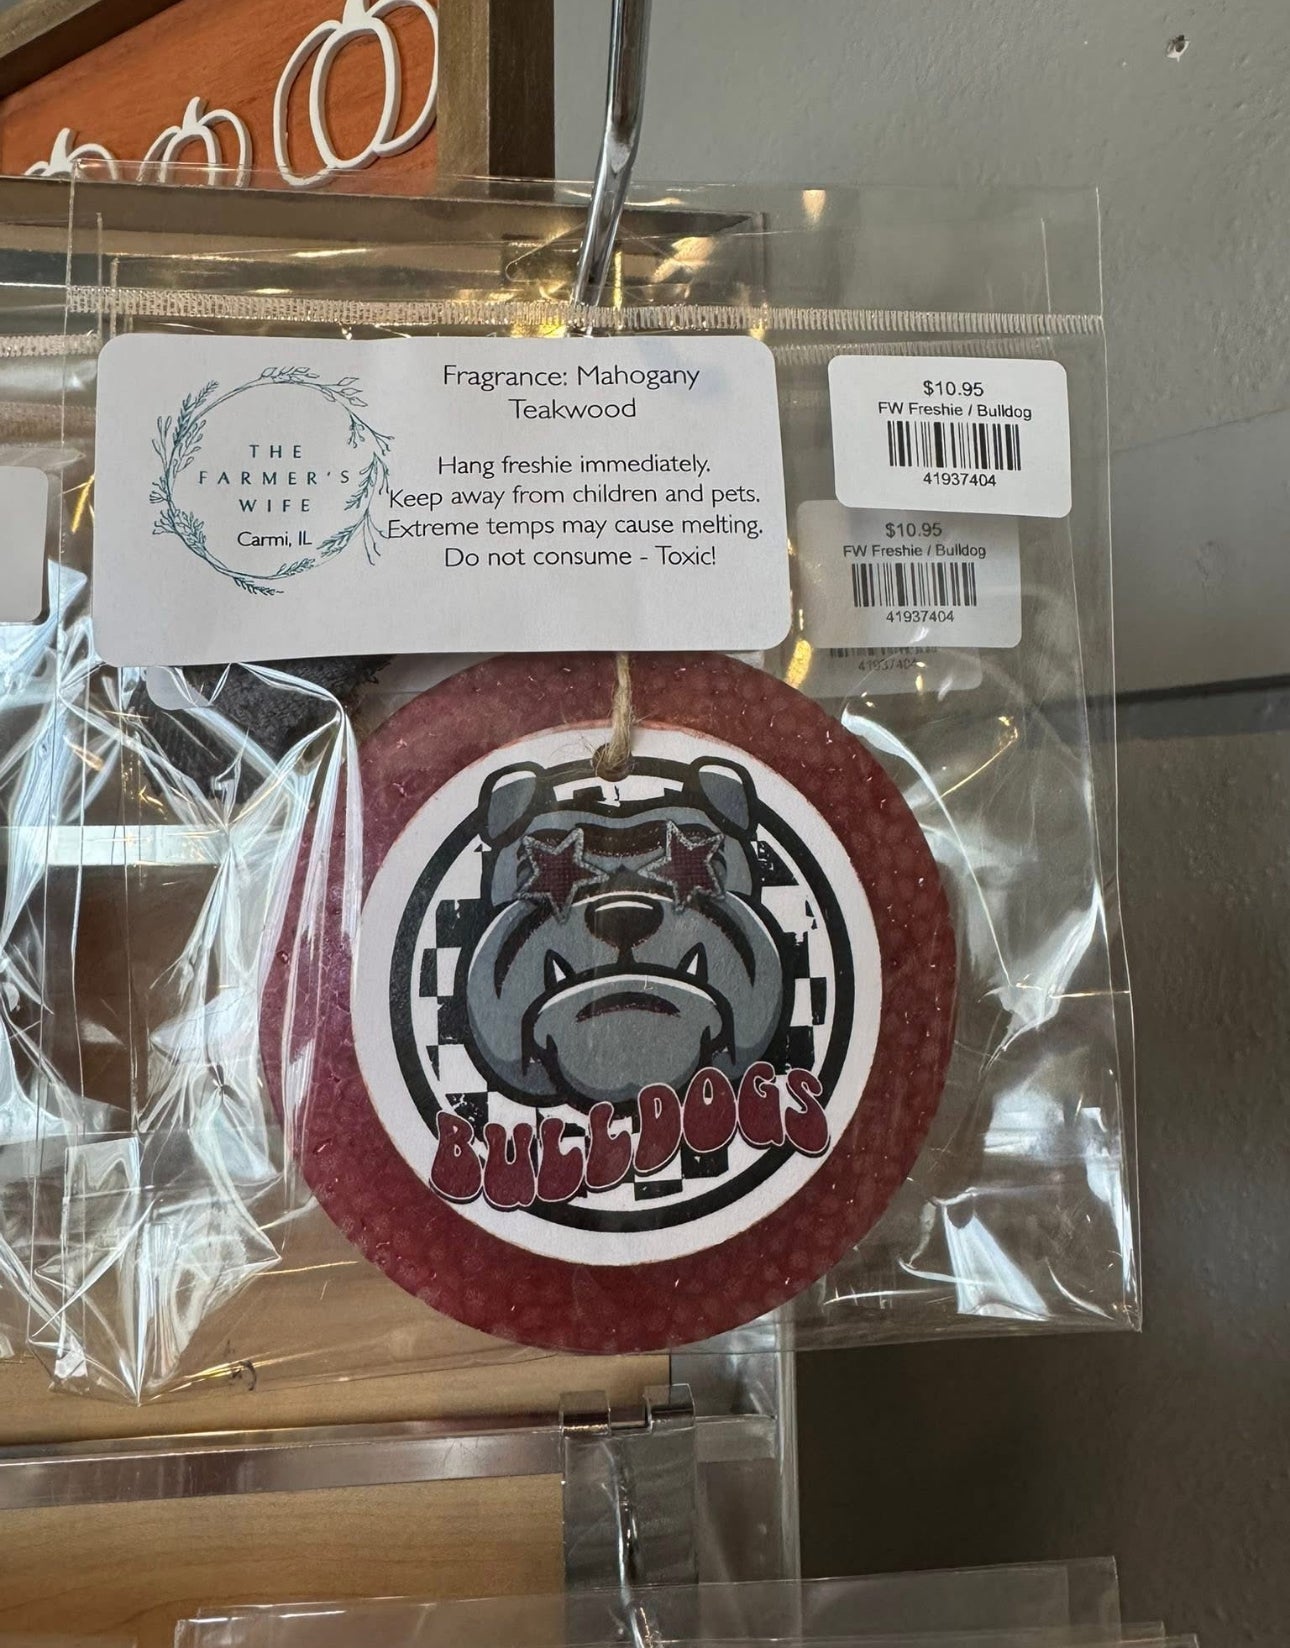 THE
FARMER'S
WIFE
Carmi, IL
Fragrance: Mahogany
Teakwood
Hang freshie immediately.
Keep away from children and pets.
Extreme temps may cause melting.
Do not consume - Toxic!
$10.95
FW Freshie / Bulldog
41937404
$10.95
FW Freshie / Bulldog
41937404
41937404
BULLDOGS